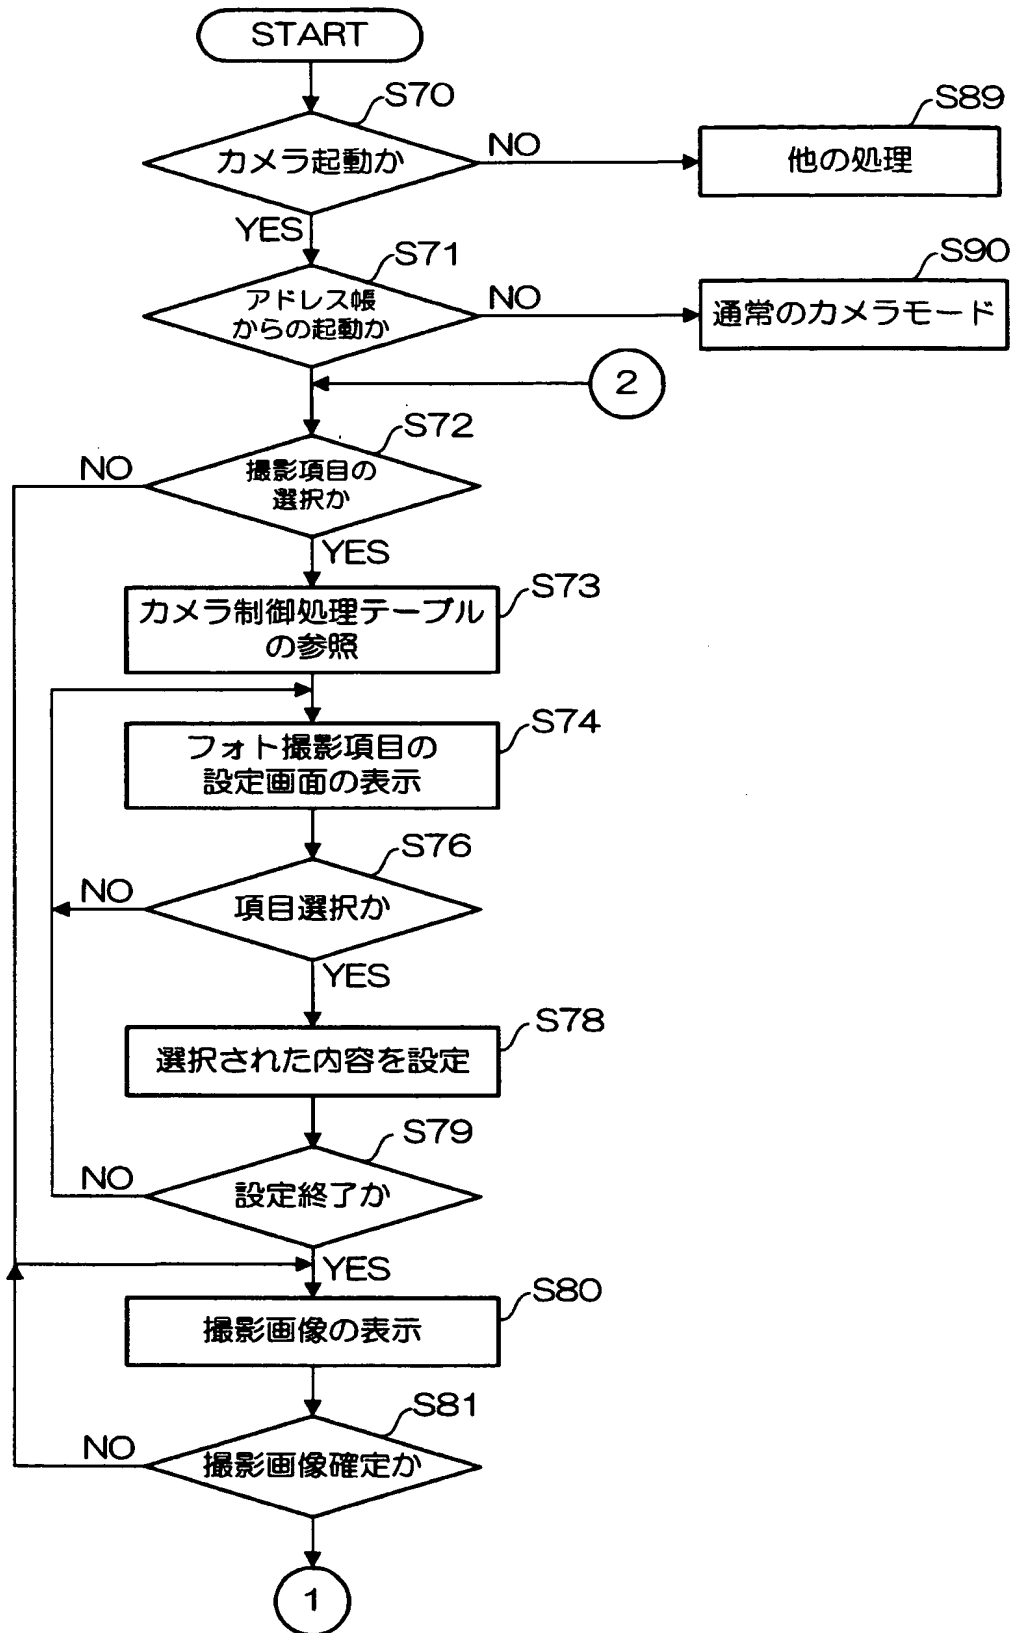 START
S70
カメラ起動か
NO
S89
他の処理
YES
S71
アドレス帳
からの起動か
NO
S90
通常のカメラモード
2
S72
NO
撮影項目の
選択か
YES
S73
カメラ制御処理テーブル
の参照
S74
フォト撮影項目の
設定画面の表示
S76
NO
項目選択か
YES
S78
選択された内容を設定
S79
NO
設定終了か
YES
S80
撮影画像の表示
S81
NO
撮影画像確定か
1